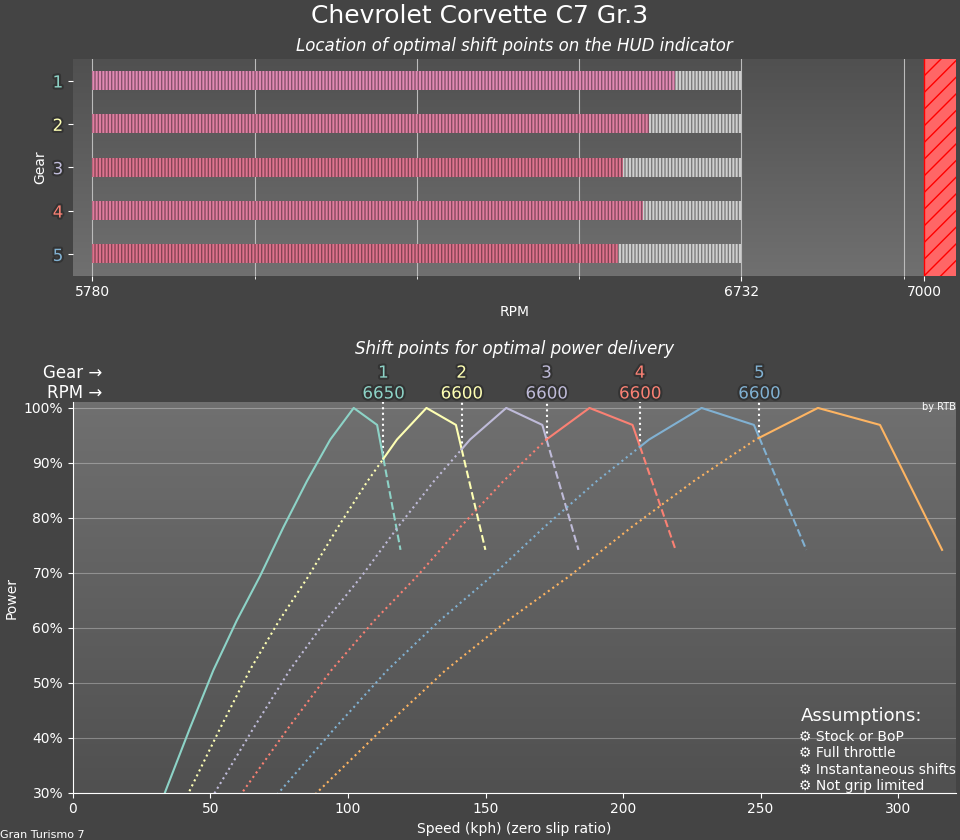 Chevrolet Corvette C7 Gr.3
Location of optimal shift points on the HUD indicator
Gear
1
2
3
4
5
5780 6732 7000
RPM
Shift points for optimal power delivery
Gear → 1 2 3 4 5
RPM → 6650 6600 6600 6600 6600
by RTB
Power
100%
90%
80%
70%
60%
50%
40%
30%
Assumptions:
⚙ Stock or BoP
⚙ Full throttle
⚙ Instantaneous shifts
⚙ Not grip limited
0 50 100 150 200 250 300
Speed (kph) (zero slip ratio)
Gran Turismo 7